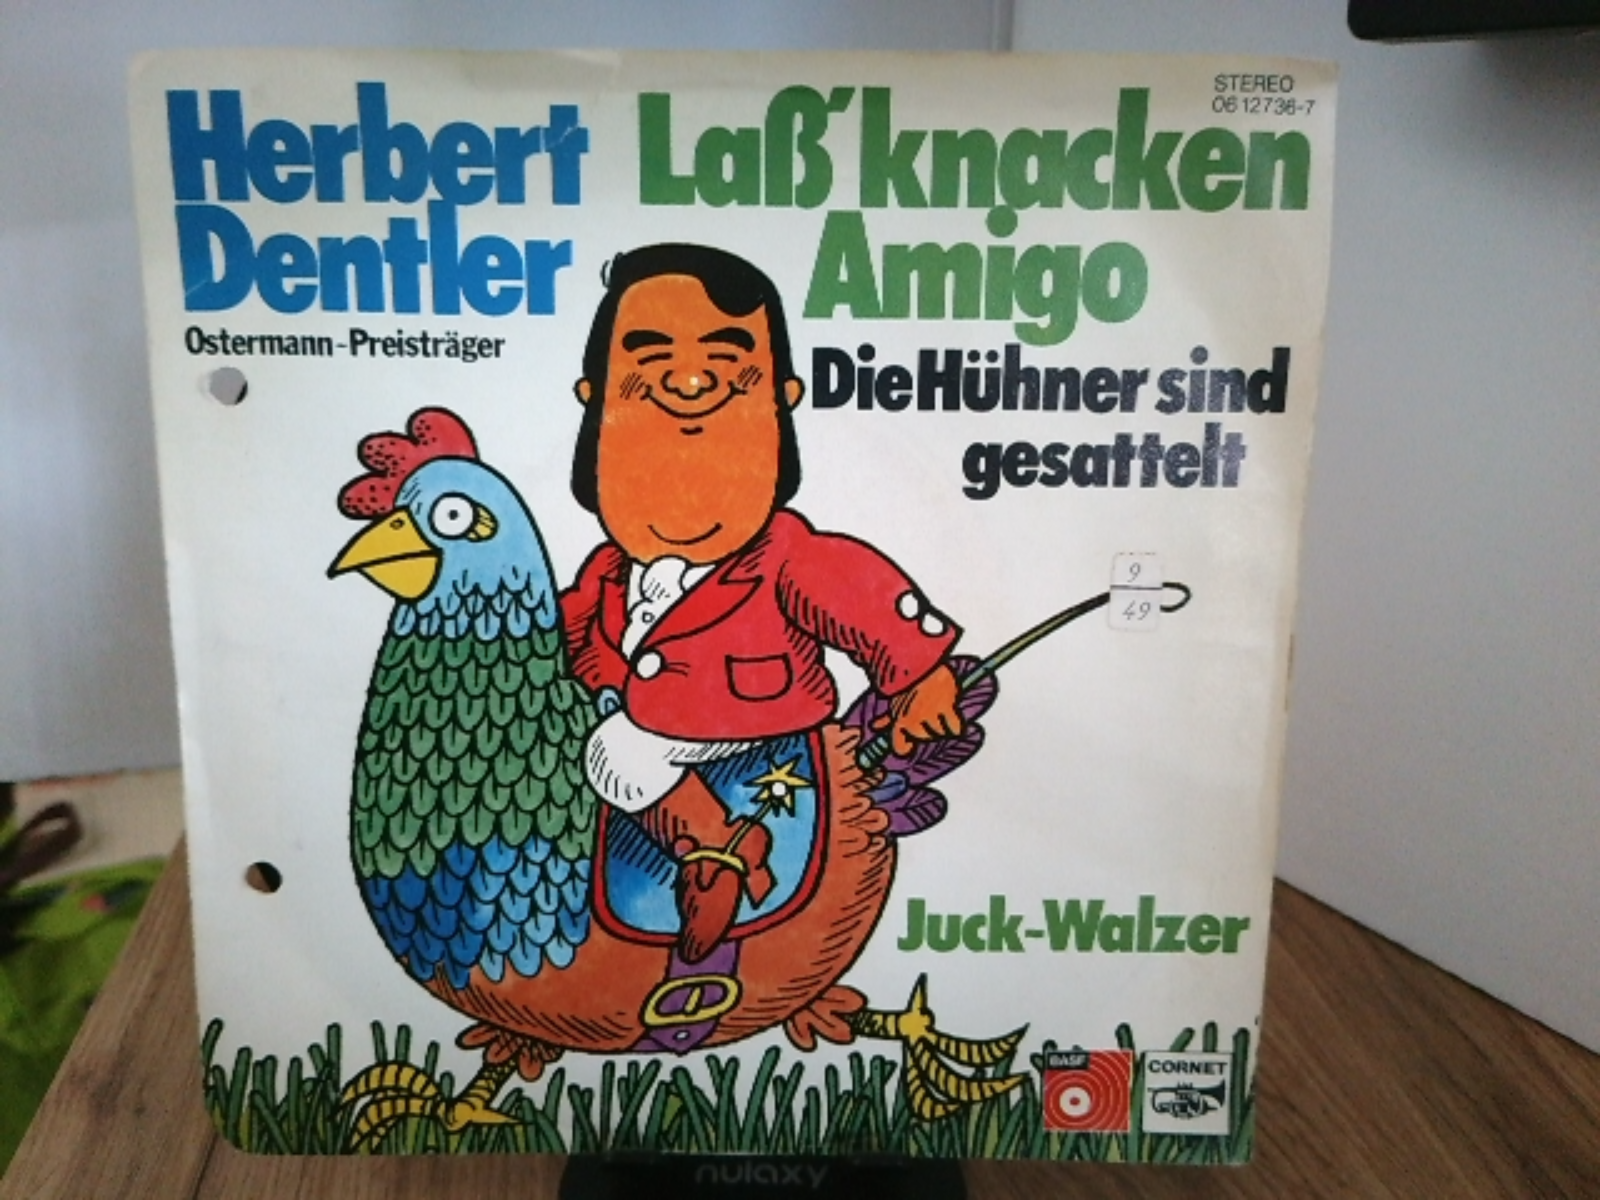 STEREO
06 12736-7
Herbert
Dentler
Ostermann-Preisträger
Laß' knacken
Amigo
Die Hühner sind
gesattelt
9
49
Juck-Walzer
BASF
CORNET
nulaxy